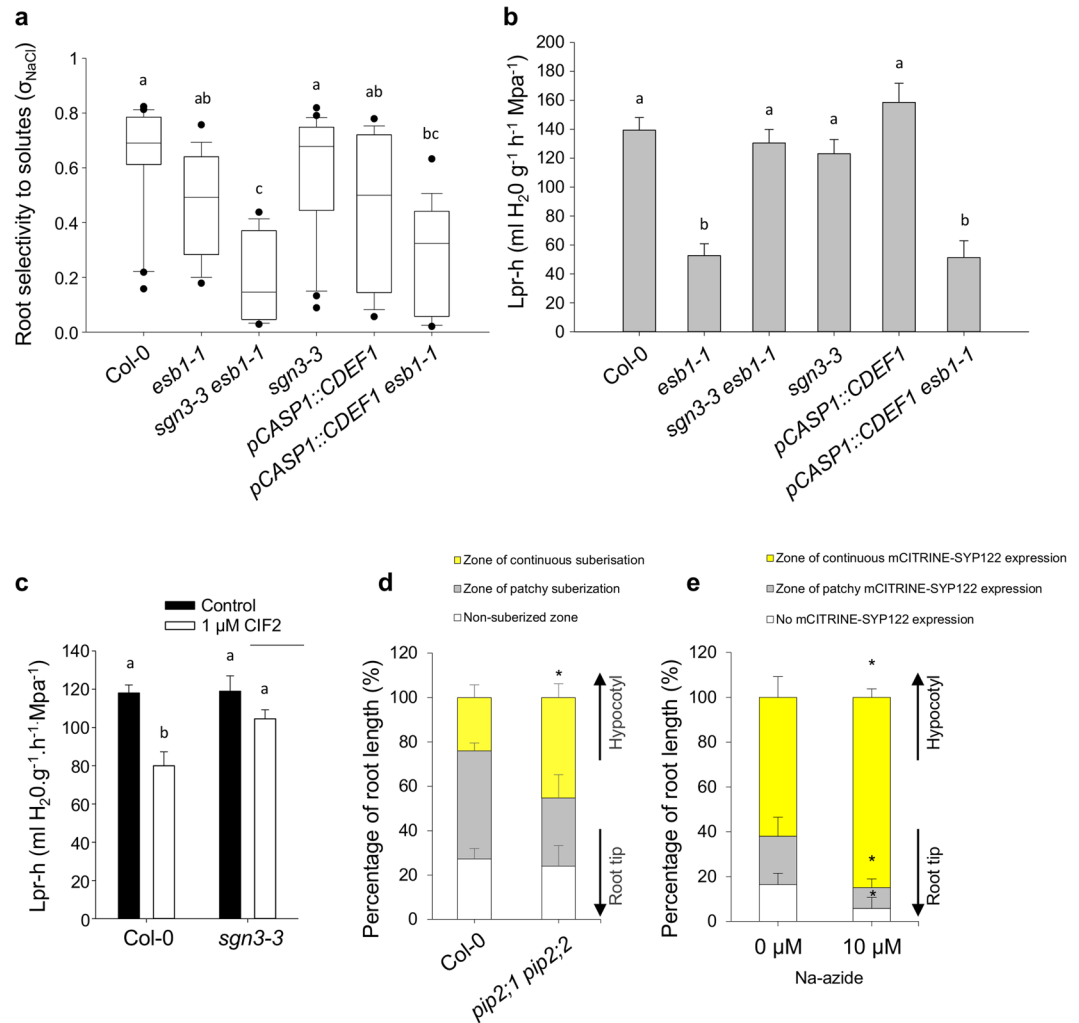 a
Root selectivity to solutes (σNaCl)
1
0.8
0.6
0.4
0.2
0.0
a
ab
c
a
ab
bc
Col-0
esb1-1
sgn3-3 esb1-1
sgn3-3
pCASP1::CDEF1
pCASP1::CDEF1 esb1-1
b
Lpr-h (ml H20 g-1 h-1 Mpa-1)
200
180
160
140
120
100
80
60
40
20
0
a
b
a
a
a
b
Col-0
esb1-1
sgn3-3 esb1-1
sgn3-3
pCASP1::CDEF1
pCASP1::CDEF1 esb1-1
c
Control
1 µM CIF2
Lpr-h (ml H20.g-1.h-1·Mpa-1)
140
120
100
80
60
40
20
0
a
b
a
a
Col-0
sgn3-3
d
Zone of continuous suberisation
Zone of patchy suberization
Non-suberized zone
Percentage of root length (%)
120
100
80
60
40
20
0
*
Hypocotyl
Root tip
Col-0
pip2;1 pip2;2
e
Zone of continuous mCITRINE-SYP122 expression
Zone of patchy mCITRINE-SYP122 expression
No mCITRINE-SYP122 expression
Percentage of root length (%)
120
100
80
60
40
20
0
*
*
*
Hypocotyl
Root tip
0 µM
10 µM
Na-azide